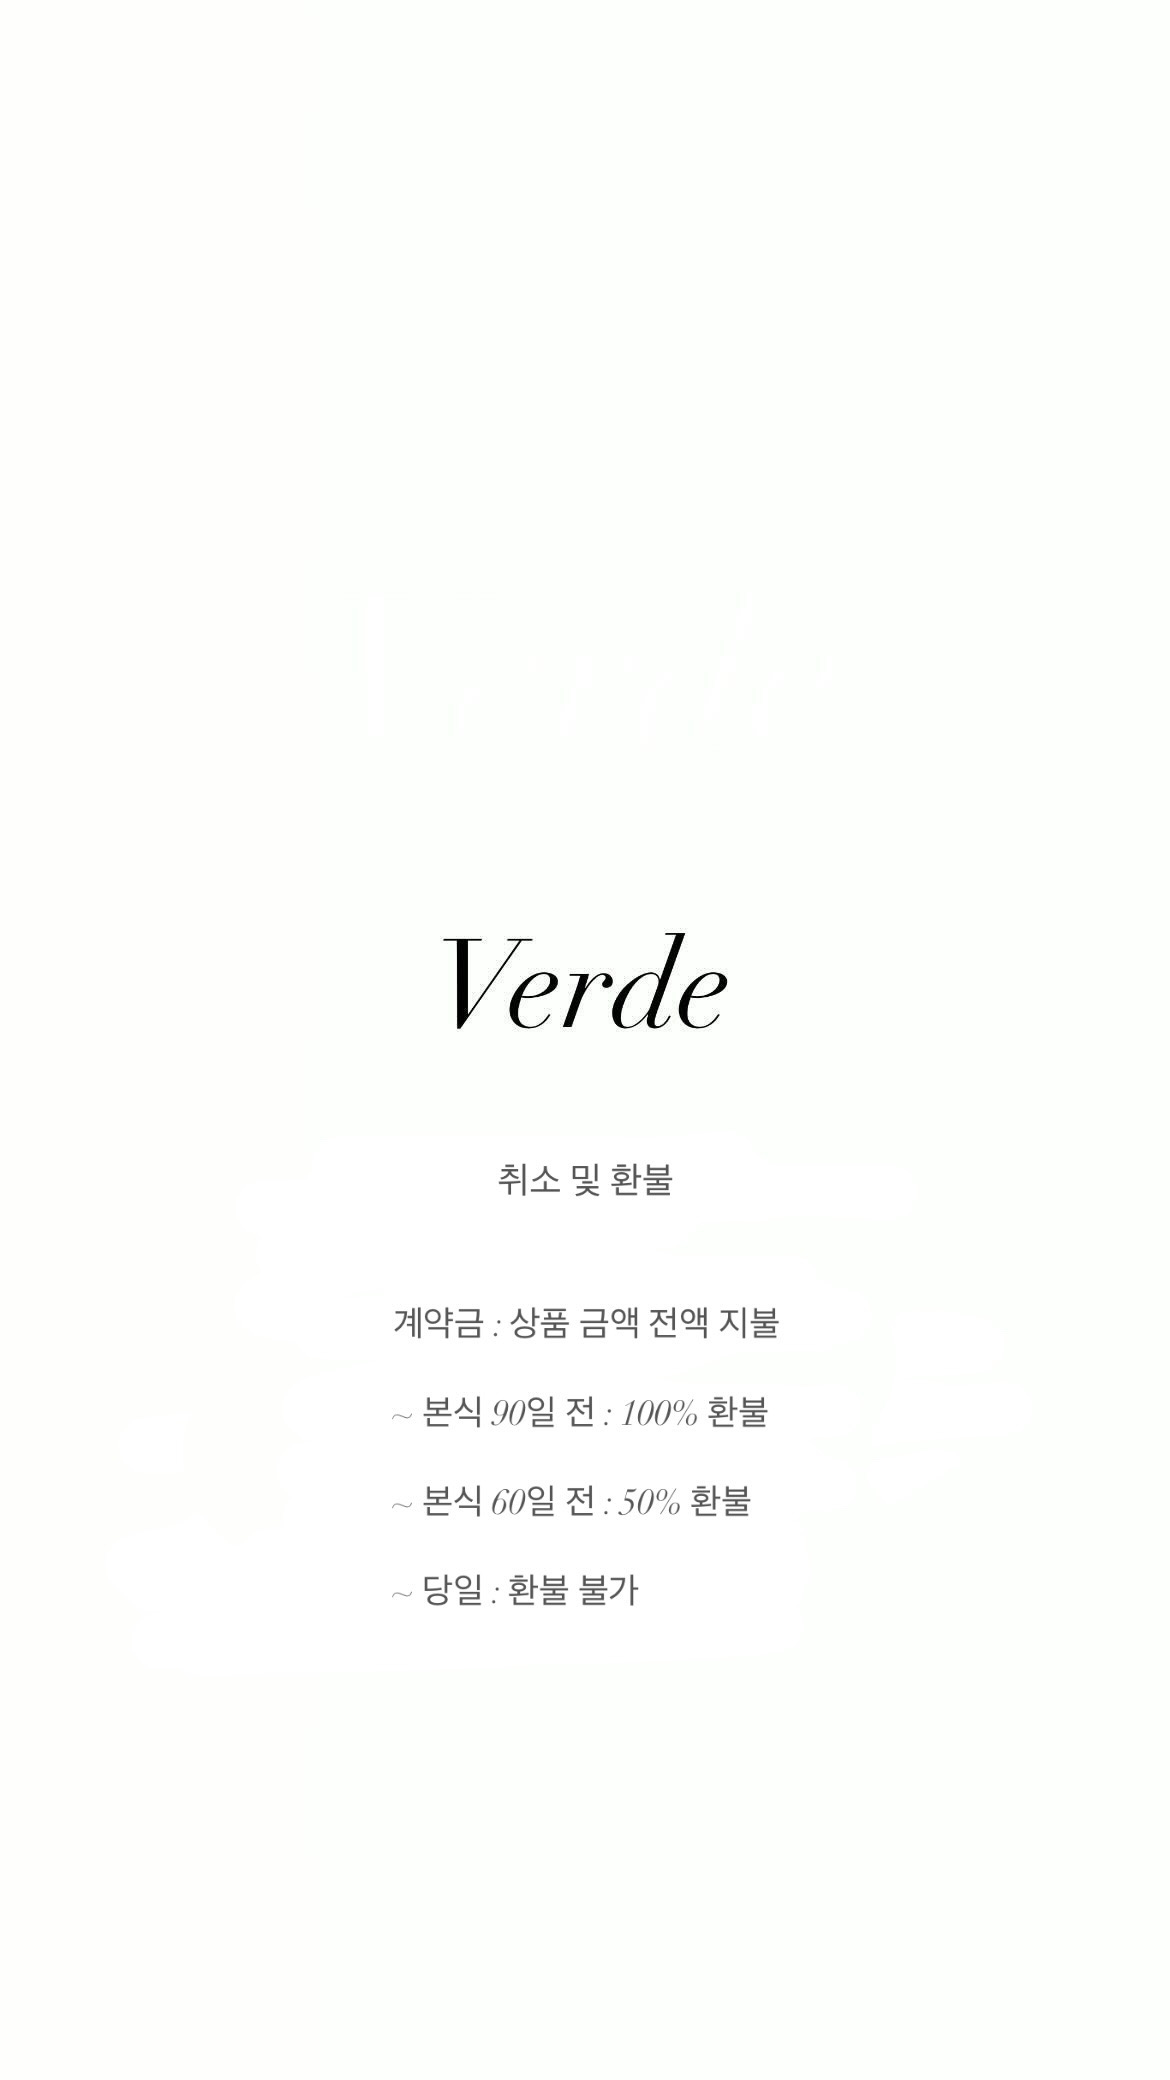 Verde
취소 및 환불
계약금 : 상품 금액 전액 지불
~ 본식 90일 전 : 100% 환불
~ 본식 60일 전 : 50% 환불
~ 당일 : 환불 불가